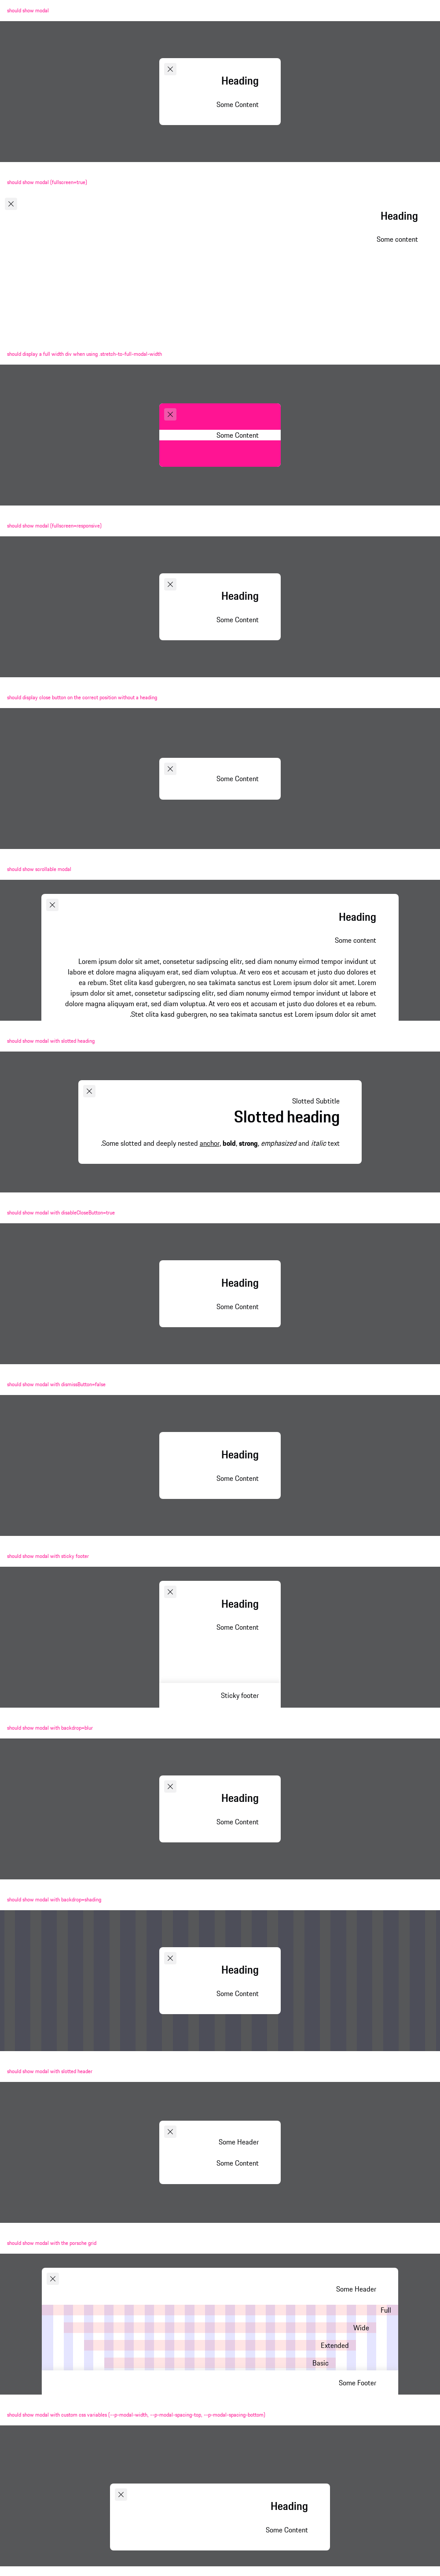 should show modal
Heading
Some Content
should show modal [fullscreen=true]
Heading
Some content
should display a full width div when using .stretch-to-full-modal-width
Some Content
should show modal [fullscreen=responsive]
Heading
Some Content
should display close button on the correct position without a heading.
Some Content
should show scrollable modal
Heading
Some content
Lorem ipsum dolor sit amet, consetetur sadipscing elitr, sed diam nonumy eirmod tempor invidunt ut
labore et dolore magna aliquyam erat, sed diam voluptua. At vero eos et accusam et justo duo dolores et
ea rebum. Stet clita kasd gubergren, no sea takimata sanctus est Lorem ipsum dolor sit amet. Lorem
ipsum dolor sit amet, consetetur sadipscing elitr, sed diam nonumy eirmod tempor invidunt ut labore et
dolore magna aliquyam erat, sed diam voluptua. At vero eos et accusam et justo duo dolores et ea rebum.
.Stet clita kasd gubergren, no sea takimata sanctus est Lorem ipsum dolor sit amet
should show modal with slotted heading
Slotted Subtitle
Slotted heading
.Some slotted and deeply nested anchor, bold, strong, emphasized and italic text
should show modal with disableCloseButton=true
Heading
Some Content
should show modal with dismissButton=false
Heading
Some Content
should show modal with sticky footer
Heading
Some Content
Sticky footer
should show modal with backdrop=blur
Heading
Some Content
should show modal with backdrop=shading
Heading
Some Content
should show modal with slotted header
Some Header
Some Content
should show modal with the porsche grid
Some Header
Full
Wide
Extended
Basic
Some Footer
should show modal with custom css variables [--p-modal-width, --p-modal-spacing-top, --p-modal-spacing-bottom]
Heading
Some Content